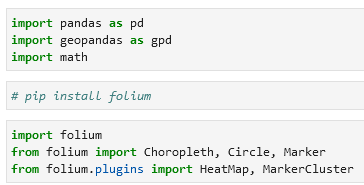 import pandas as pd
import geopandas as gpd
import math
# pip install folium
import folium
from folium import Choropleth, Circle, Marker
from folium.plugins import HeatMap, MarkerCluster